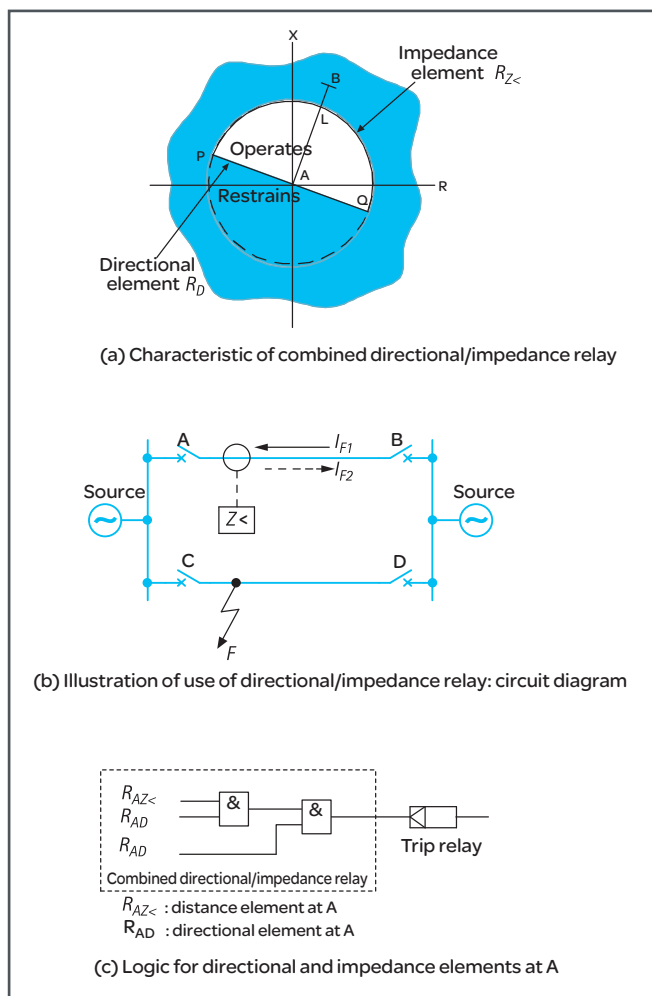 X
Impedance
element R_Z<
B
L
P
Operates
A
R
Restrains
Q
Directional
element R_D
(a) Characteristic of combined directional/impedance relay
A
I_F1
B
I_F2
Source
Source
Z<
C
D
F
(b) Illustration of use of directional/impedance relay: circuit diagram
R_AZ<
&
R_AD
&
R_AD
Trip relay
Combined directional/impedance relay
R_AZ< : distance element at A
R_AD : directional element at A
(c) Logic for directional and impedance elements at A